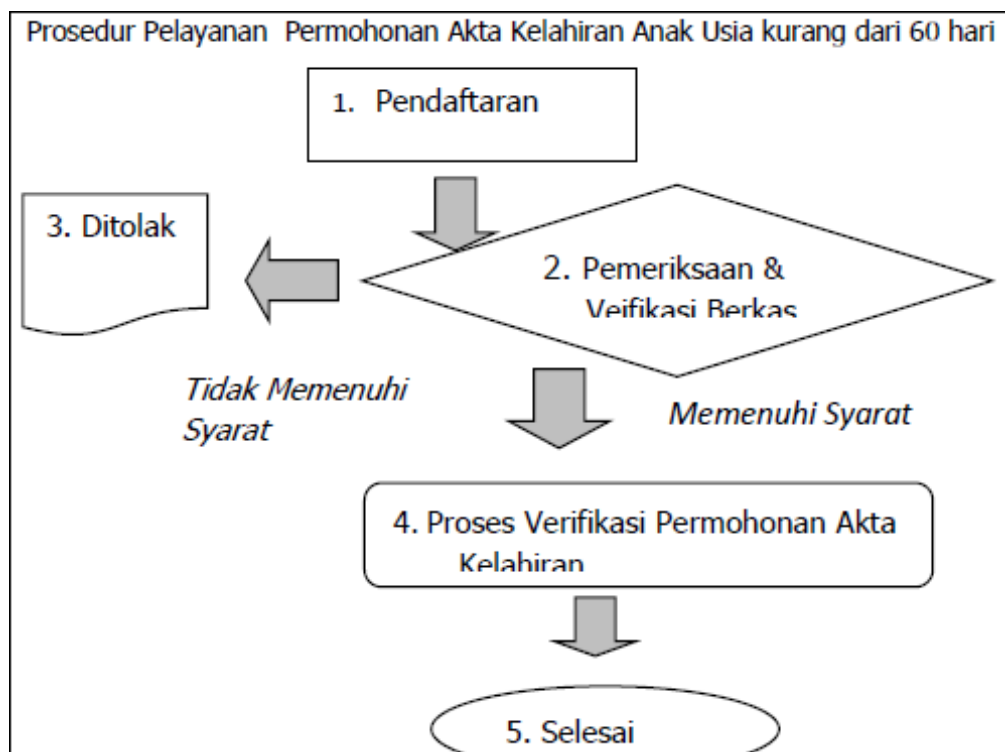 Prosedur Pelayanan Permohonan Akta Kelahiran Anak Usia kurang dari 60 hari
1. Pendaftaran
3. Ditolak
2. Pemeriksaan &
Veifikasi Berkas
Tidak Memenuhi
Syarat
Memenuhi Syarat
4. Proses Verifikasi Permohonan Akta
Kelahiran
5. Selesai